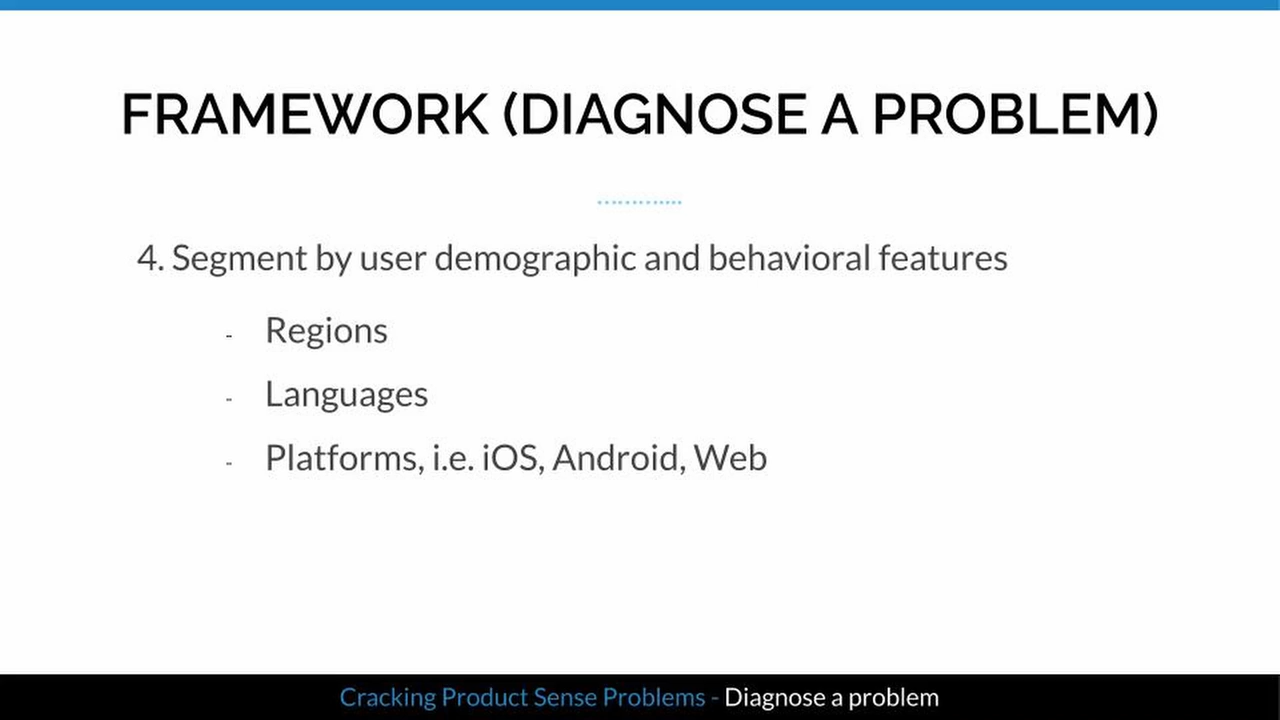 FRAMEWORK (DIAGNOSE A PROBLEM)
4. Segment by user demographic and behavioral features
- Regions
- Languages
- Platforms, i.e. iOS, Android, Web
Cracking Product Sense Problems - Diagnose a problem